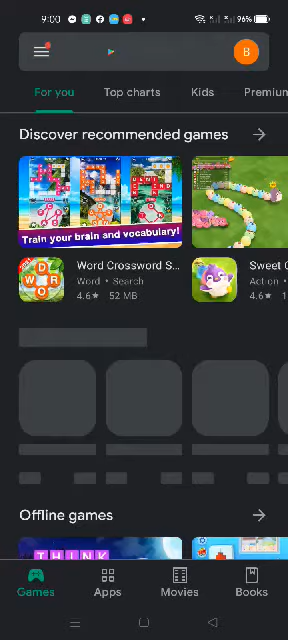 9:00
96%
B
For you
Top charts
Kids
Premium
Discover recommended games
Train your brain and vocabulary!
Word Crossword S...
Word • Search
4.6★ 52 MB
Sweet
Action •
4.6★
Offline games
THINK
Games
Apps
Movies
Books